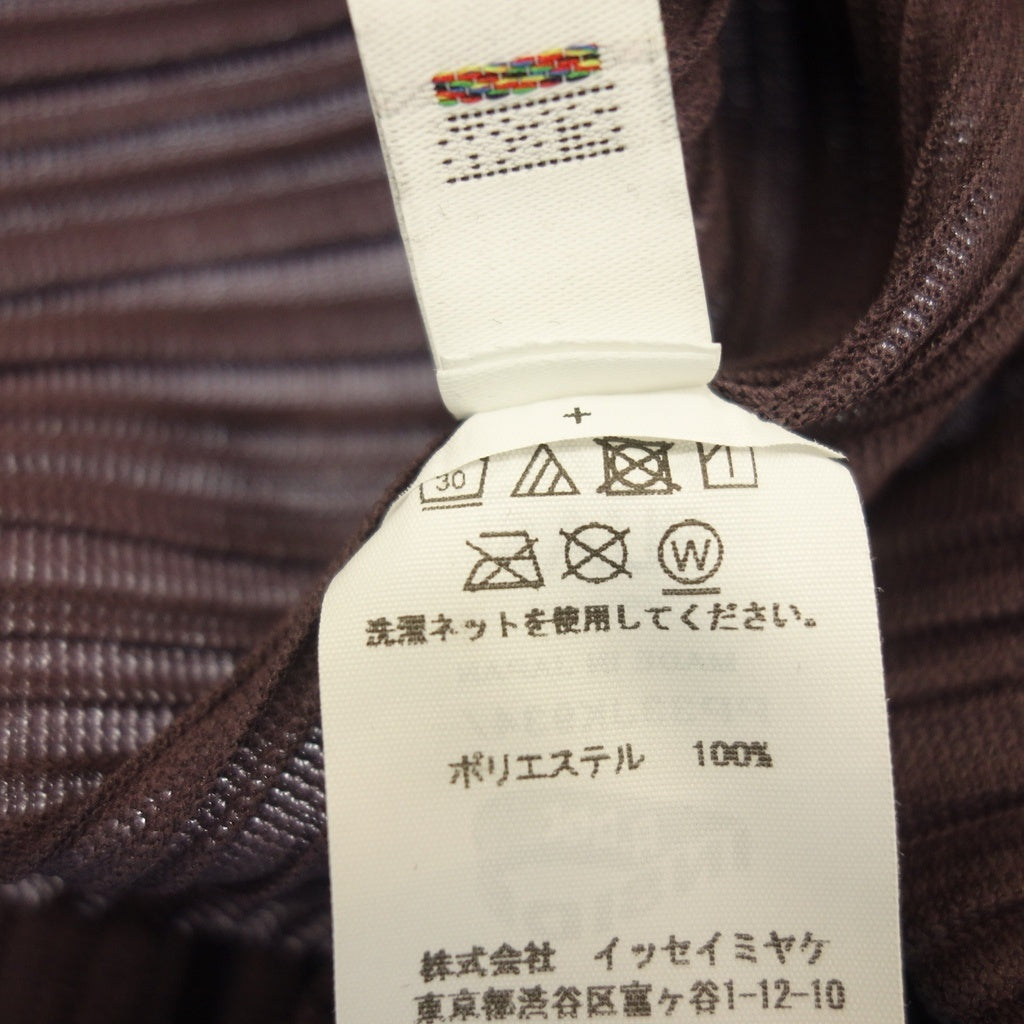 30
W
洗濯ネットを使用してください。
ポリエステル 100%
株式会社 イッセイミヤケ
東京都渋谷区富ヶ谷1-12-10